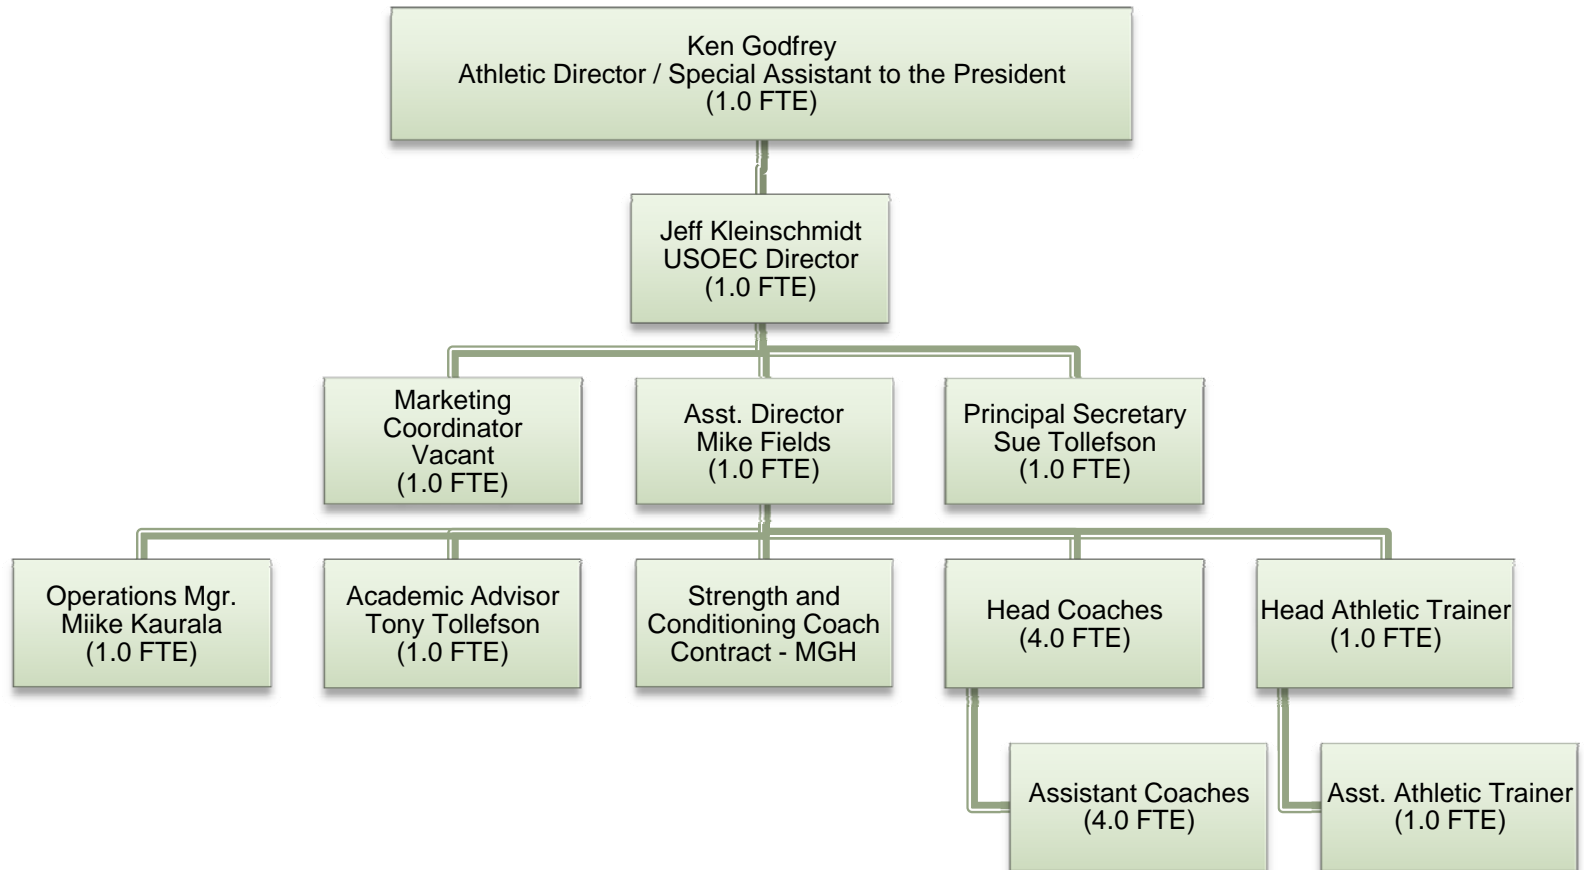 Ken Godfrey
Athletic Director / Special Assistant to the President
(1.0 FTE)
Jeff Kleinschmidt
USOEC Director
(1.0 FTE)
Marketing
Coordinator
Vacant
(1.0 FTE)
Asst. Director
Mike Fields
(1.0 FTE)
Principal Secretary
Sue Tollefson
(1.0 FTE)
Operations Mgr.
Miike Kaurala
(1.0 FTE)
Academic Advisor
Tony Tollefson
(1.0 FTE)
Strength and
Conditioning Coach
Contract - MGH
Head Coaches
(4.0 FTE)
Head Athletic Trainer
(1.0 FTE)
Assistant Coaches
(4.0 FTE)
Asst. Athletic Trainer
(1.0 FTE)